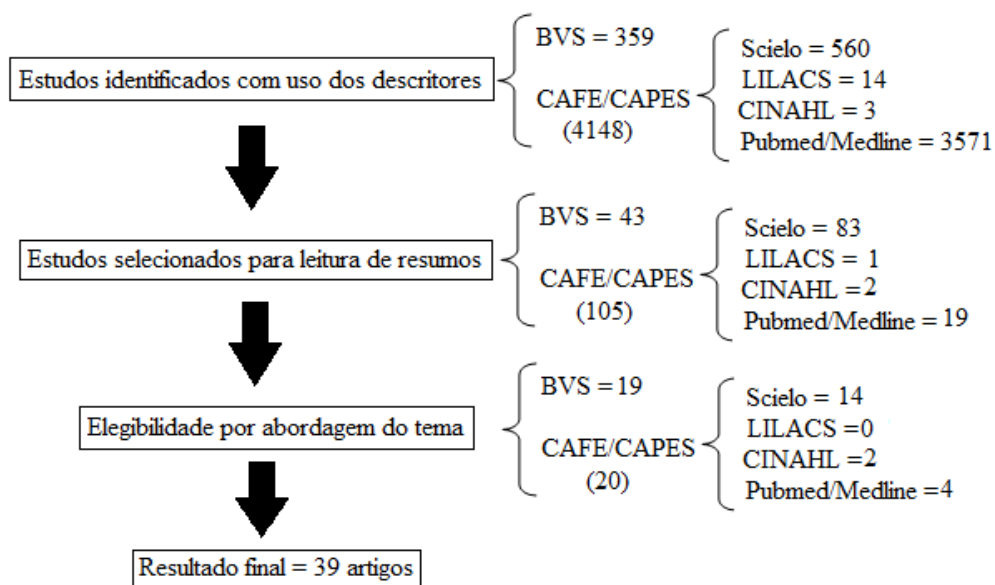 Estudos identificados com uso dos descritores
BVS = 359
CAFE/CAPES
(4148)
Scielo = 560
LILACS = 14
CINAHL = 3
Pubmed/Medline = 3571
Estudos selecionados para leitura de resumos
BVS = 43
CAFE/CAPES
(105)
Scielo = 83
LILACS = 1
CINAHL = 2
Pubmed/Medline = 19
Elegibilidade por abordagem do tema
BVS = 19
CAFE/CAPES
(20)
Scielo = 14
LILACS =0
CINAHL =2
Pubmed/Medline =4
Resultado final = 39 artigos